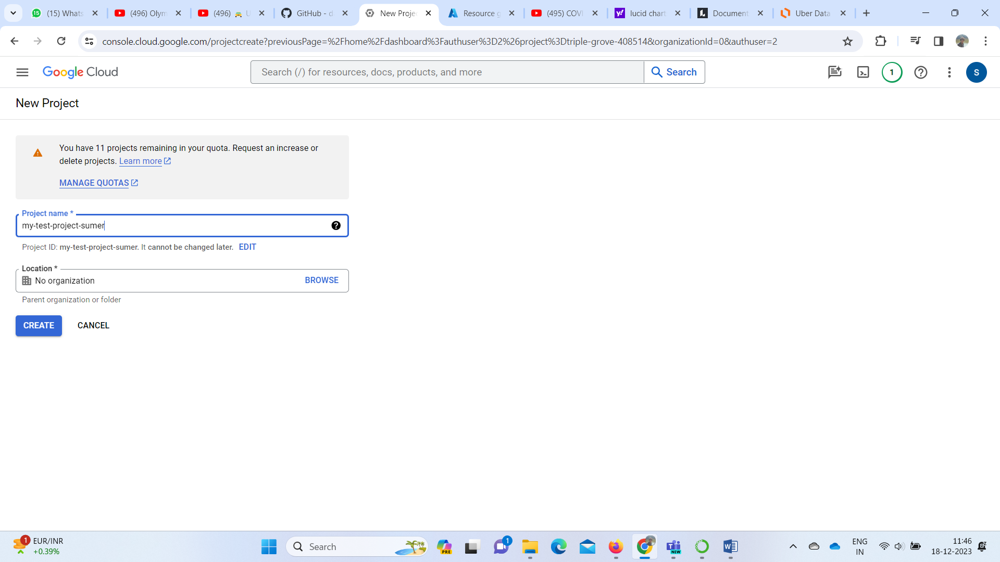 (15) Whats
(496) Olym
(496) 🚖 U
GitHub - d
New Projec
Resource g
(495) COVI
lucid chart
Document
Uber Data
console.cloud.google.com/projectcreate?previousPage=%2Fhome%2Fdashboard%3Fauthuser%3D2%26project%3Dtriple-grove-408514&organizationId=0&authuser=2
Google Cloud
Search (/) for resources, docs, products, and more
Search
1
S
New Project
You have 11 projects remaining in your quota. Request an increase or
delete projects. Learn more
MANAGE QUOTAS
Project name *
my-test-project-sumer
Project ID: my-test-project-sumer. It cannot be changed later. EDIT
Location *
No organization
BROWSE
Parent organization or folder
CREATE
CANCEL
1
EUR/INR
+0.39%
Search
PRE
1
NEW
ENG
IN
11:46
18-12-2023